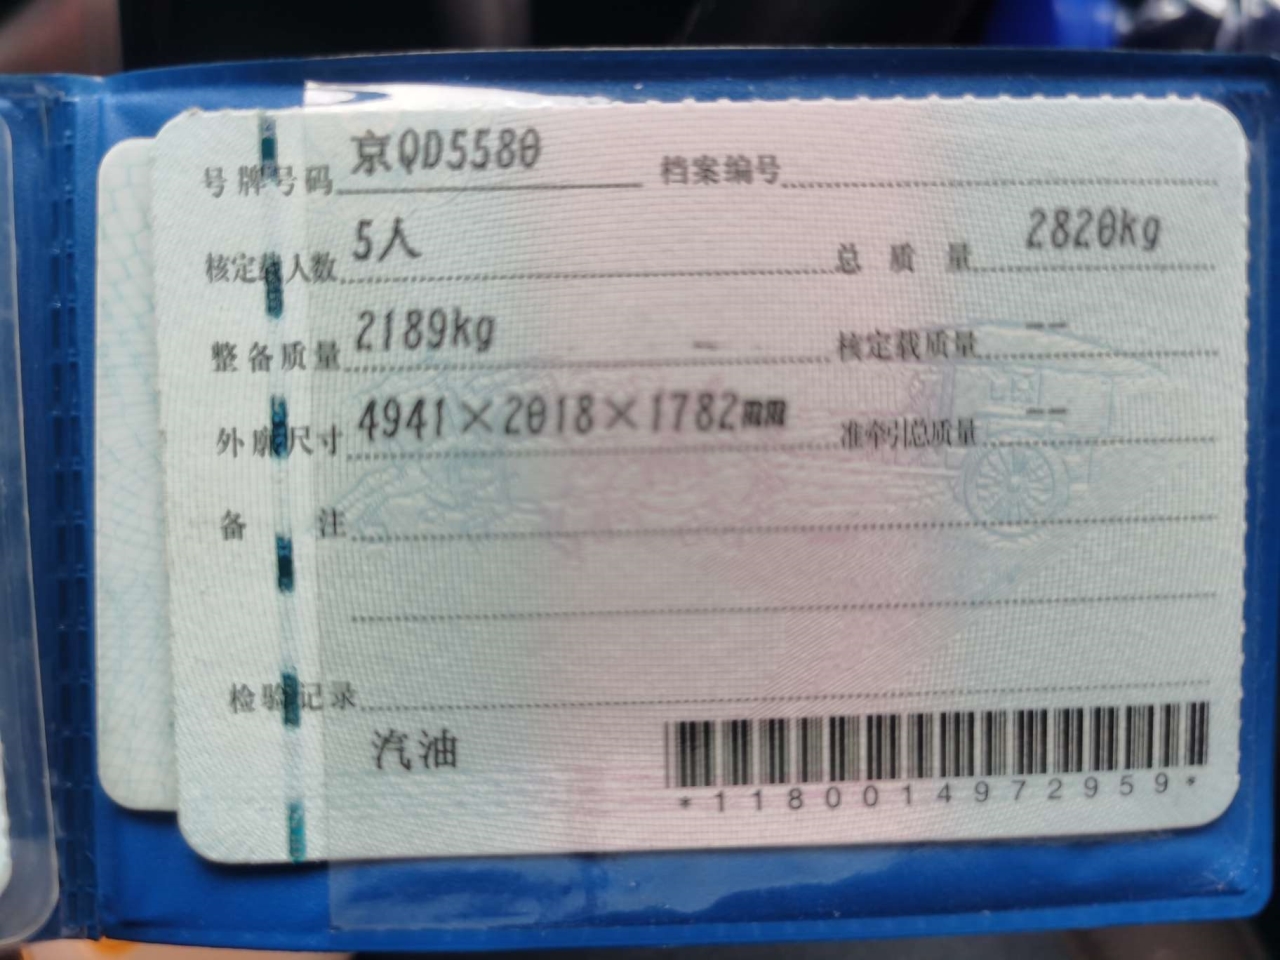 号牌号码 京QD5580 档案编号
核定载人数 5人 总质量 2820kg
整备质量 2189kg 核定载质量 --
外廓尺寸 4941×2018×1782mm 准牵引总质量 --
备注
检验记录
汽油
*1180014972959*